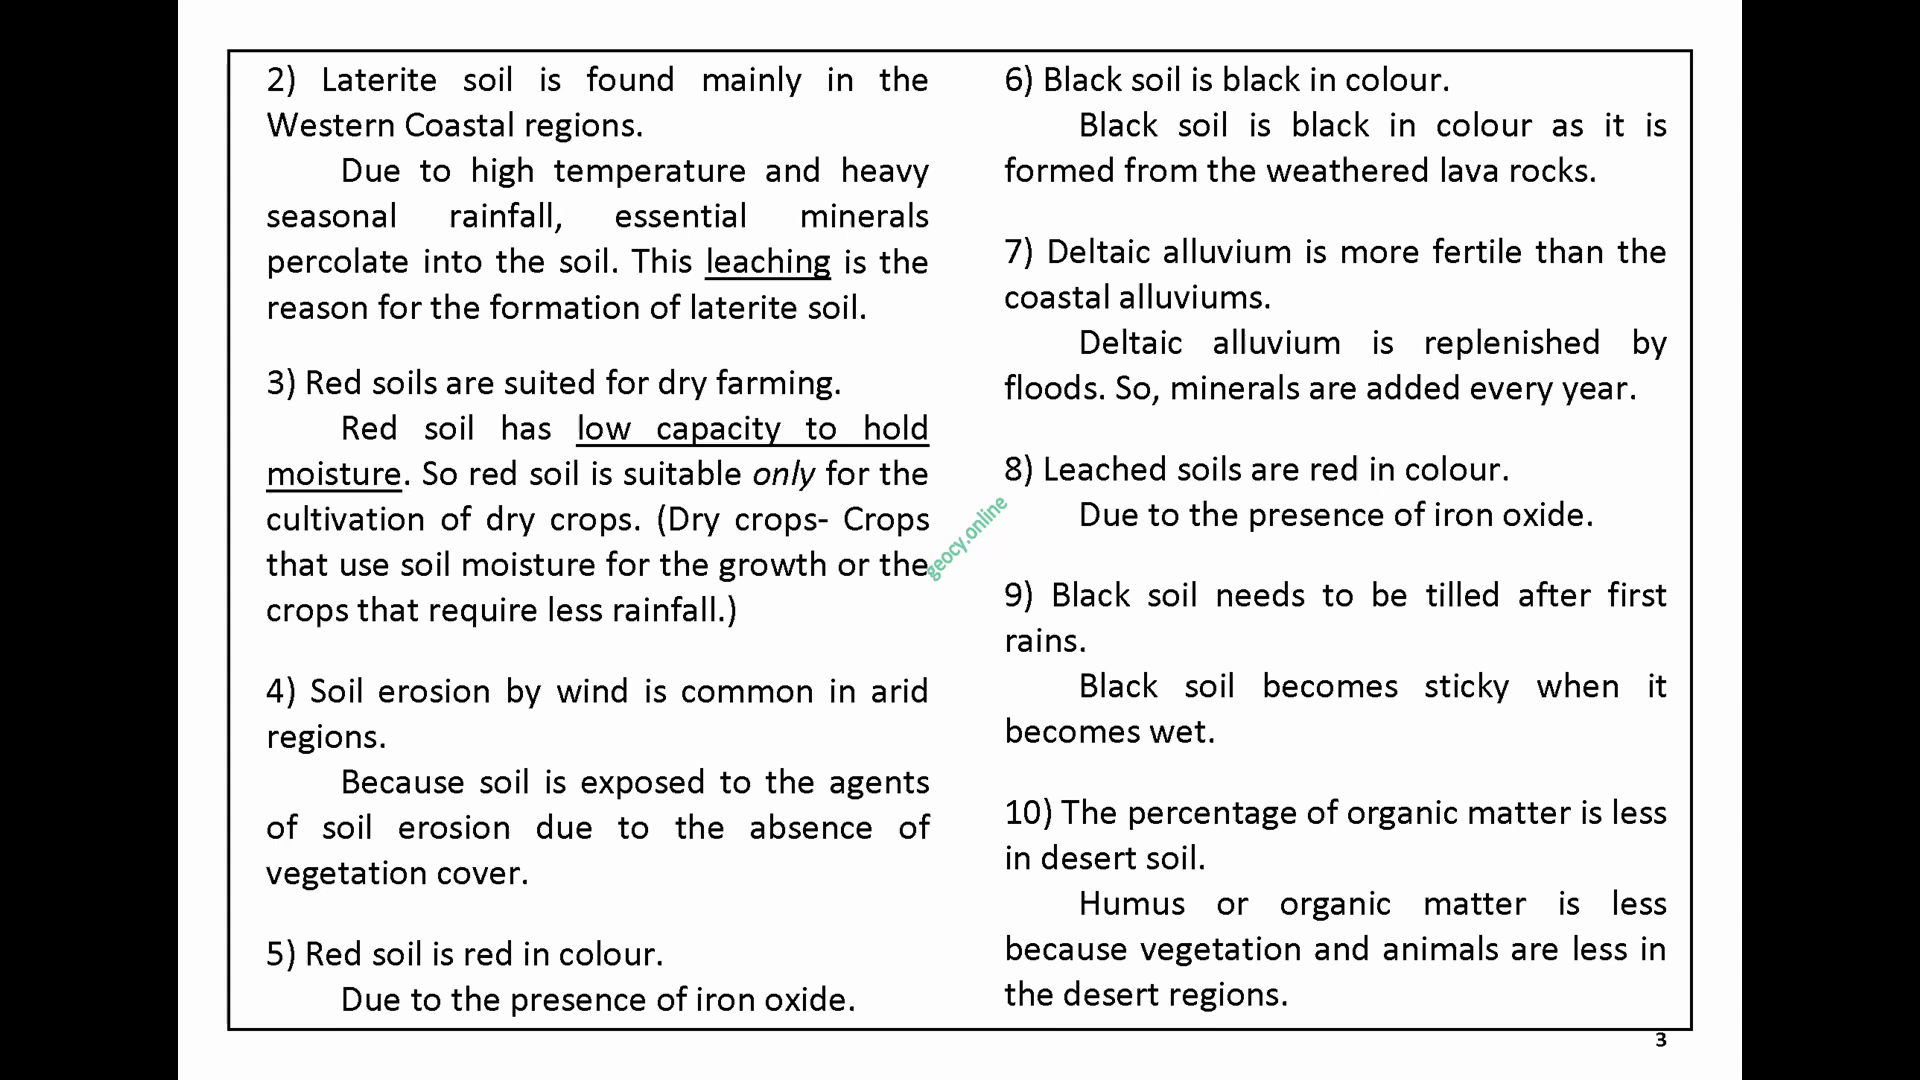 2) Laterite soil is found mainly in the
Western Coastal regions.
Due to high temperature and heavy
seasonal rainfall, essential minerals
percolate into the soil. This leaching is the
reason for the formation of laterite soil.
3) Red soils are suited for dry farming.
Red soil has low capacity to hold
moisture. So red soil is suitable only for the
cultivation of dry crops. (Dry crops- Crops
that use soil moisture for the growth or the
crops that require less rainfall.)
4) Soil erosion by wind is common in arid
regions.
Because soil is exposed to the agents
of soil erosion due to the absence of
vegetation cover.
5) Red soil is red in colour.
Due to the presence of iron oxide.
geocy.online
6) Black soil is black in colour.
Black soil is black in colour as it is
formed from the weathered lava rocks.
7) Deltaic alluvium is more fertile than the
coastal alluviums.
Deltaic alluvium is replenished by
floods. So, minerals are added every year.
8) Leached soils are red in colour.
Due to the presence of iron oxide.
9) Black soil needs to be tilled after first
rains.
Black soil becomes sticky when it
becomes wet.
10) The percentage of organic matter is less
in desert soil.
Humus or organic matter is less
because vegetation and animals are less in
the desert regions.
3